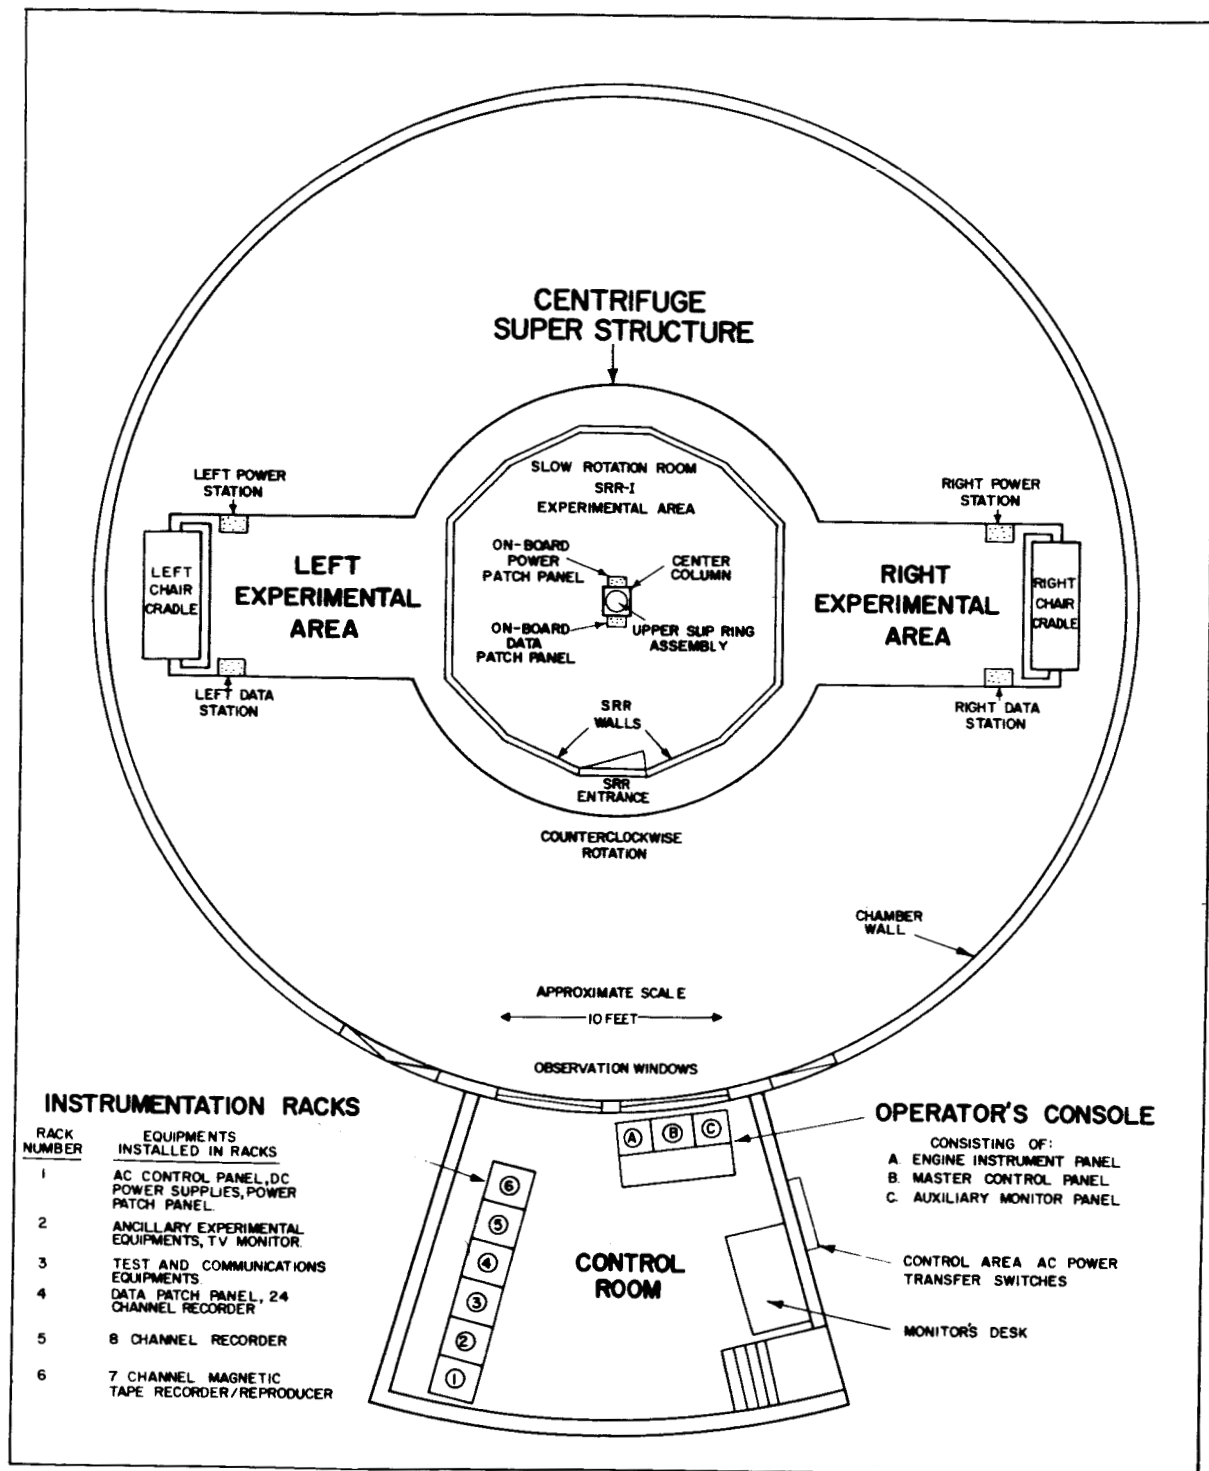 CENTRIFUGE
SUPER STRUCTURE
SLOW ROTATION ROOM
SRR-I
EXPERIMENTAL AREA
LEFT POWER
STATION
RIGHT POWER
STATION
ON-BOARD
POWER
PATCH PANEL
CENTER
COLUMN
LEFT
CHAIR
CRADLE
LEFT
EXPERIMENTAL
AREA
RIGHT
EXPERIMENTAL
AREA
RIGHT
CHAIR
CRADLE
ON-BOARD
DATA
PATCH PANEL
UPPER SLIP RING
ASSEMBLY
LEFT DATA
STATION
RIGHT DATA
STATION
SRR
WALLS
SRR
ENTRANCE
COUNTERCLOCKWISE
ROTATION
CHAMBER
WALL
APPROXIMATE SCALE
10 FEET
OBSERVATION WINDOWS
INSTRUMENTATION RACKS
RACK NUMBER EQUIPMENTS INSTALLED IN RACKS
1 AC CONTROL PANEL, DC
POWER SUPPLIES, POWER
PATCH PANEL.
2 ANCILLARY EXPERIMENTAL
EQUIPMENTS, TV MONITOR.
3 TEST AND COMMUNICATIONS
EQUIPMENTS.
4 DATA PATCH PANEL, 24
CHANNEL RECORDER
5 8 CHANNEL RECORDER
6 7 CHANNEL MAGNETIC
TAPE RECORDER/REPRODUCER
A B C
6
5
4
3
2
1
CONTROL
ROOM
OPERATOR'S CONSOLE
CONSISTING OF:
A. ENGINE INSTRUMENT PANEL
B. MASTER CONTROL PANEL
C. AUXILIARY MONITOR PANEL
CONTROL AREA AC POWER
TRANSFER SWITCHES
MONITOR'S DESK